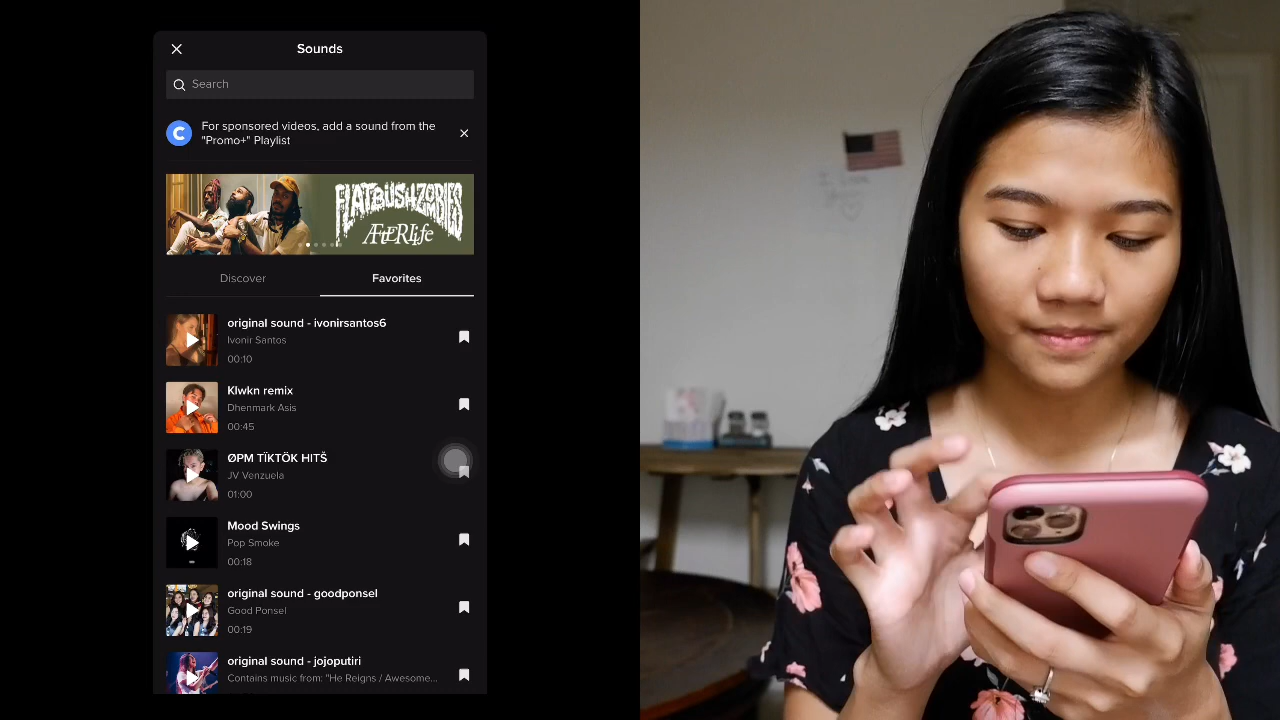 Sounds
Search
C
For sponsored videos, add a sound from the
"Promo+" Playlist
FLATBUSH ZOMBIES
AfTERLIfe
Discover
Favorites
original sound - ivonirsantos6
Ivonir Santos
00:10
Klwkn remix
Dhenmark Asis
00:45
ØPM TÏKTÖK HITŠ
JV Venzuela
01:00
Mood Swings
Pop Smoke
00:18
original sound - goodponsel
Good Ponsel
00:19
original sound - jojoputiri
Contains music from: "He Reigns / Awesome...